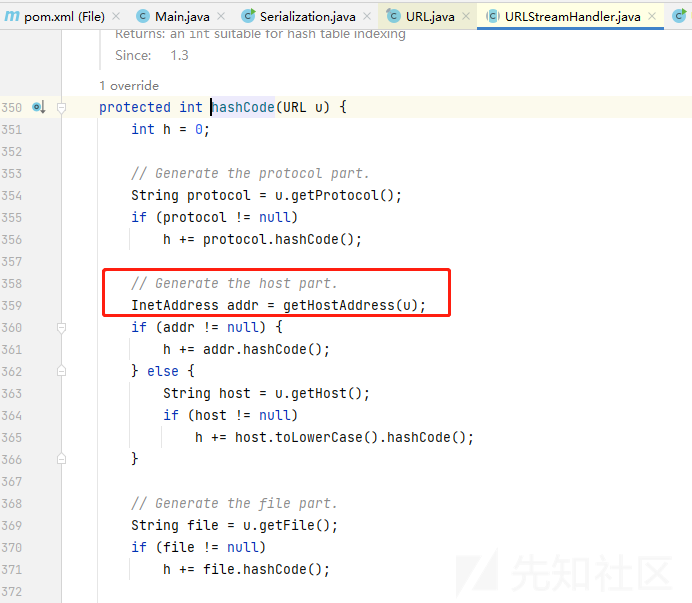 pom.xml (File) Main.java Serialization.java URL.java URLStreamHandler.java
Returns: an int suitable for hash table indexing
Since: 1.3
1 override
350 protected int hashCode(URL u) {
351 int h = 0;
352
353 // Generate the protocol part.
354 String protocol = u.getProtocol();
355 if (protocol != null)
356 h += protocol.hashCode();
357
358 // Generate the host part.
359 InetAddress addr = getHostAddress(u);
360 if (addr != null) {
361 h += addr.hashCode();
362 } else {
363 String host = u.getHost();
364 if (host != null)
365 h += host.toLowerCase().hashCode();
366 }
367
368 // Generate the file part.
369 String file = u.getFile();
370 if (file != null)
371 h += file.hashCode();
372
先知社区